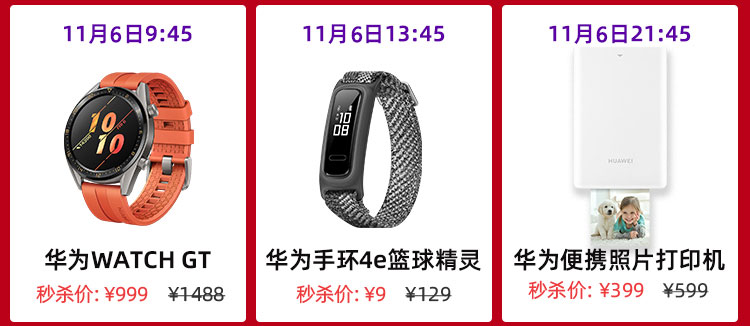 11月6日9:45
10
10
华为WATCH GT
秒杀价: ¥999 ¥1488
11月6日13:45
10
08
华为手环4e篮球精灵
秒杀价: ¥9 ¥129
11月6日21:45
HUAWEI
华为便携照片打印机
秒杀价: ¥399 ¥599